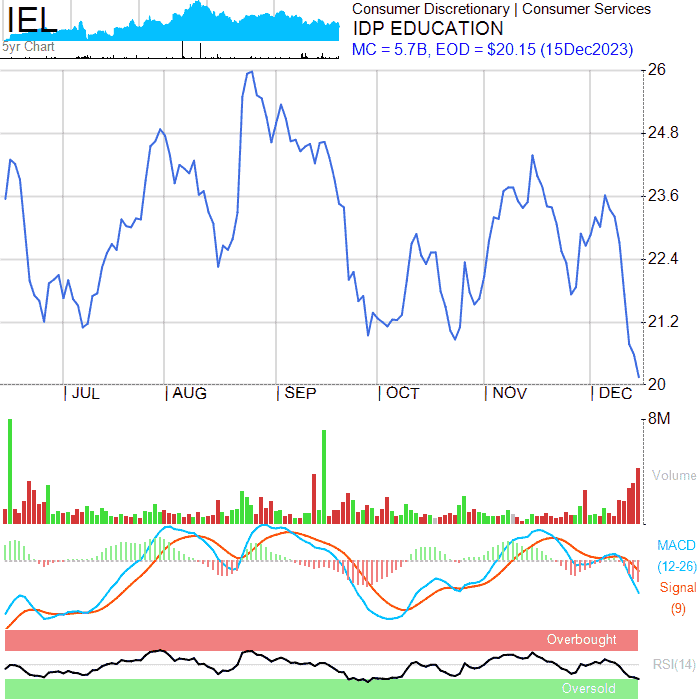 IEL
5yr Chart
Consumer Discretionary | Consumer Services
IDP EDUCATION
MC = 5.7B, EOD = $20.15 (15Dec2023)
26
24.8
23.6
22.4
21.2
20
JUL
AUG
SEP
OCT
NOV
DEC
8M
Volume
MACD
(12-26)
Signal
(9)
Overbought
RSI(14)
Oversold